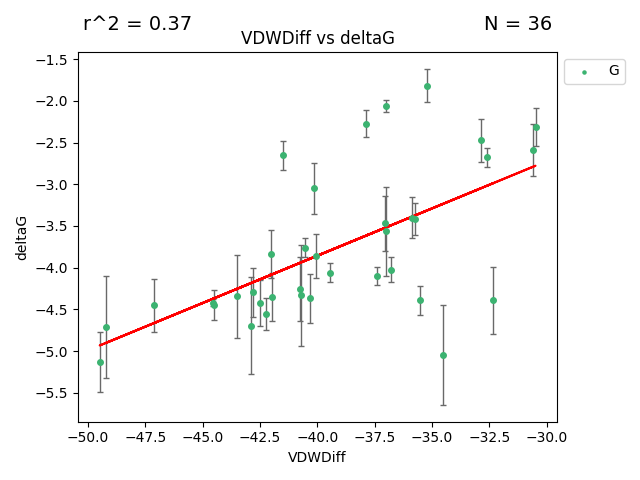 r^2 = 0.37
N = 36
VDWDiff vs deltaG
G
deltaG
−1.5
−2.0
−2.5
−3.0
−3.5
−4.0
−4.5
−5.0
−5.5
−50.0 −47.5 −45.0 −42.5 −40.0 −37.5 −35.0 −32.5 −30.0
VDWDiff